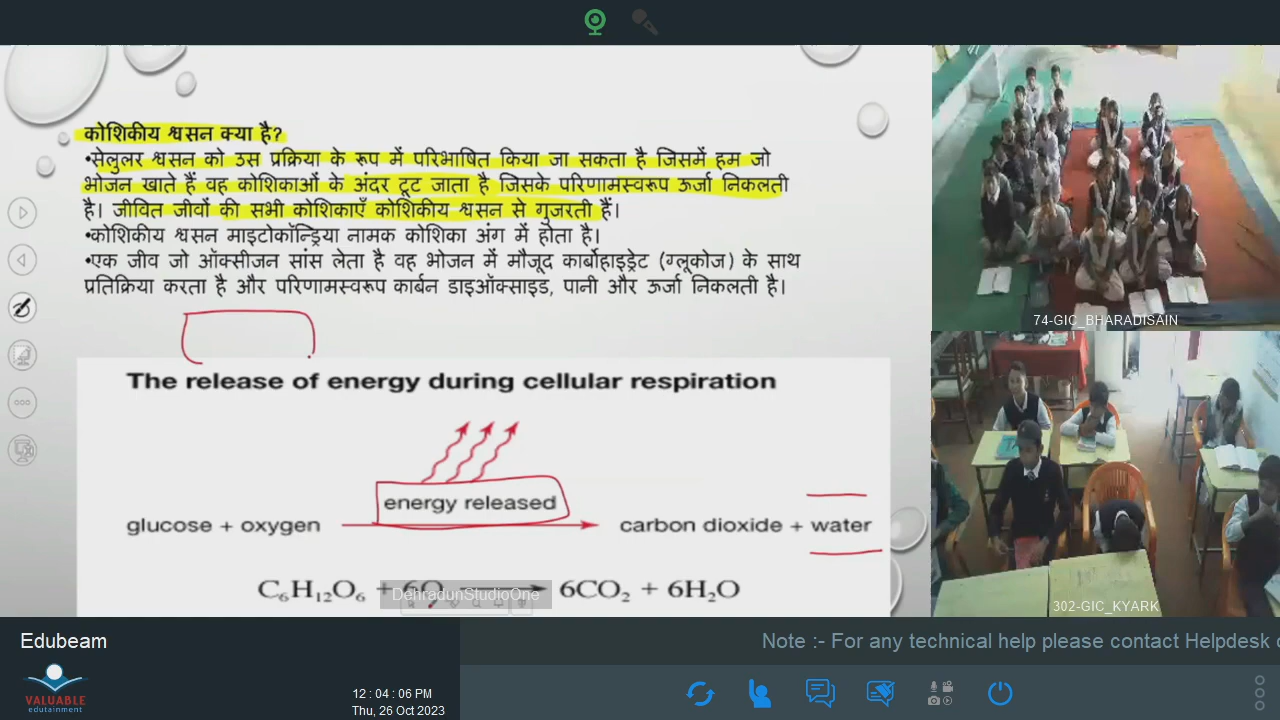 कोशिकीय श्वसन क्या है?
•सेलुलर श्वसन को उस प्रक्रिया के रूप में परिभाषित किया जा सकता है जिसमें हम जो
भोजन खाते हैं वह कोशिकाओं के अंदर टूट जाता है जिसके परिणामस्वरूप ऊर्जा निकलती
है। जीवित जीवों की सभी कोशिकाएँ कोशिकीय श्वसन से गुजरती हैं।
•कोशिकीय श्वसन माइटोकॉन्ड्रिया नामक कोशिका अंग में होता है।
•एक जीव जो ऑक्सीजन सांस लेता है वह भोजन में मौजूद कार्बोहाइड्रेट (ग्लूकोज) के साथ
प्रतिक्रिया करता है और परिणामस्वरूप कार्बन डाइऑक्साइड, पानी और ऊर्जा निकलती है।
The release of energy during cellular respiration
energy released
glucose + oxygen
carbon dioxide + water
C₆H₁₂O₆ + 6O
6CO₂ + 6H₂O
DehradunStudioOne
74-GIC_BHARADISAIN
302-GIC_KYARK
Edubeam
Note :- For any technical help please contact Helpdesk
VALUABLE
edutainment
12 : 04 : 06 PM
Thu, 26 Oct 2023